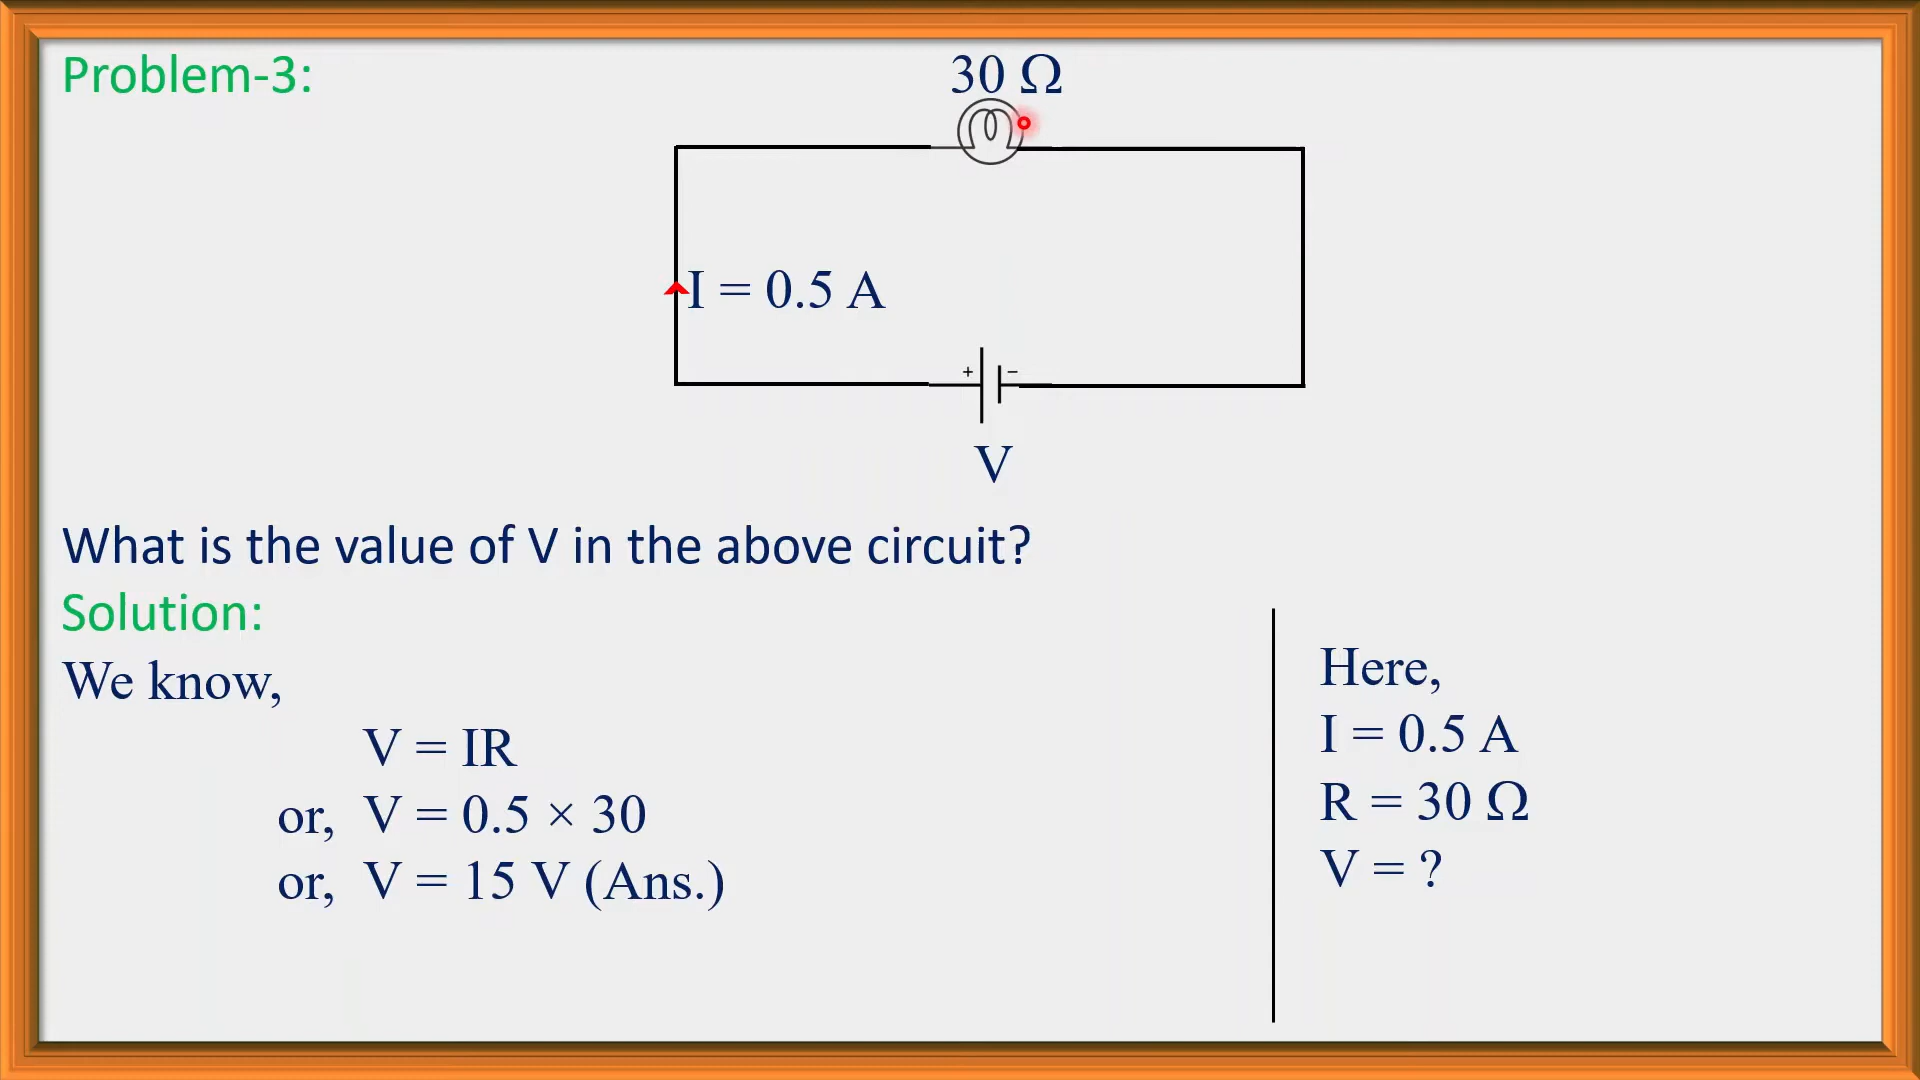 Problem-3:
30 Ω
I = 0.5 A
+ −
V
What is the value of V in the above circuit?
Solution:
We know,
V = IR
or, V = 0.5 × 30
or, V = 15 V (Ans.)
Here,
I = 0.5 A
R = 30 Ω
V = ?